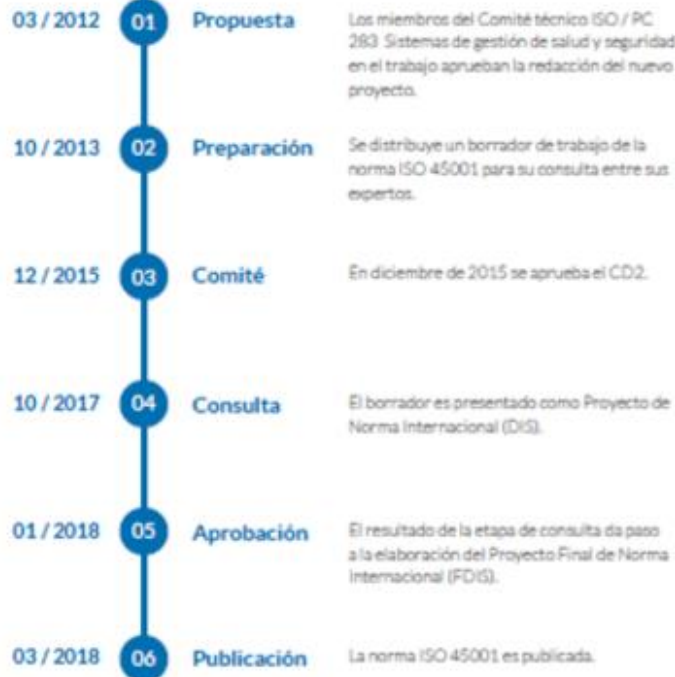 03 / 2012 01 Propuesta
Los miembros del Comité técnico ISO / PC
283 Sistemas de gestión de salud y seguridad
en el trabajo aprueban la redacción del nuevo
proyecto.
10 / 2013 02 Preparación
Se distribuye un borrador de trabajo de la
norma ISO 45001 para su consulta entre sus
expertos.
12 / 2015 03 Comité
En diciembre de 2015 se aprueba el CD2.
10 / 2017 04 Consulta
El borrador es presentado como Proyecto de
Norma Internacional (DIS).
01 / 2018 05 Aprobación
El resultado de la etapa de consulta da paso
a la elaboración del Proyecto Final de Norma
Internacional (FDIS).
03 / 2018 06 Publicación
La norma ISO 45001 es publicada.